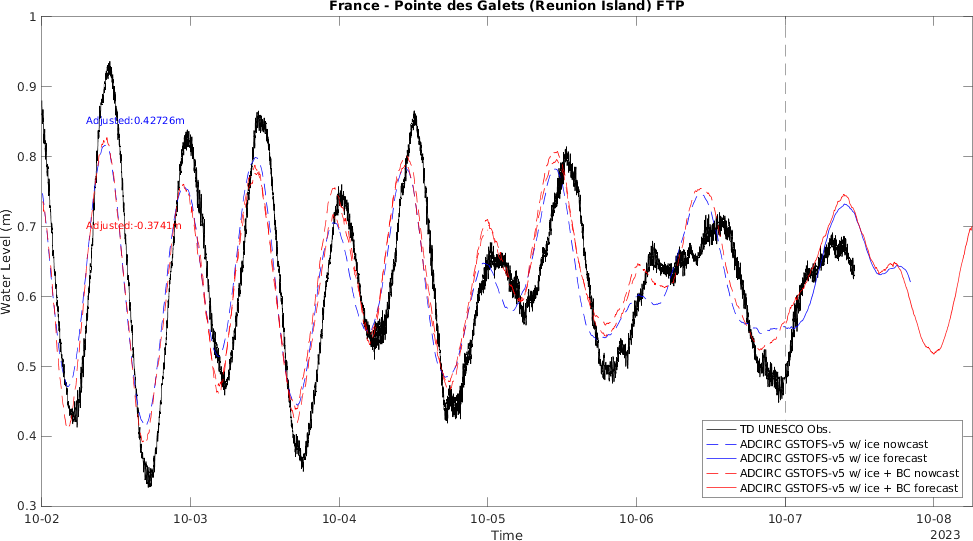 France - Pointe des Galets (Reunion Island) FTP
1
0.9
0.8
0.7
0.6
0.5
0.4
0.3
Water Level (m)
Adjusted:0.42726m
Adjusted:-0.3741m
TD UNESCO Obs.
ADCIRC GSTOFS-v5 w/ ice nowcast
ADCIRC GSTOFS-v5 w/ ice forecast
ADCIRC GSTOFS-v5 w/ ice + BC nowcast
ADCIRC GSTOFS-v5 w/ ice + BC forecast
10-02 10-03 10-04 10-05 10-06 10-07 10-08
Time
2023